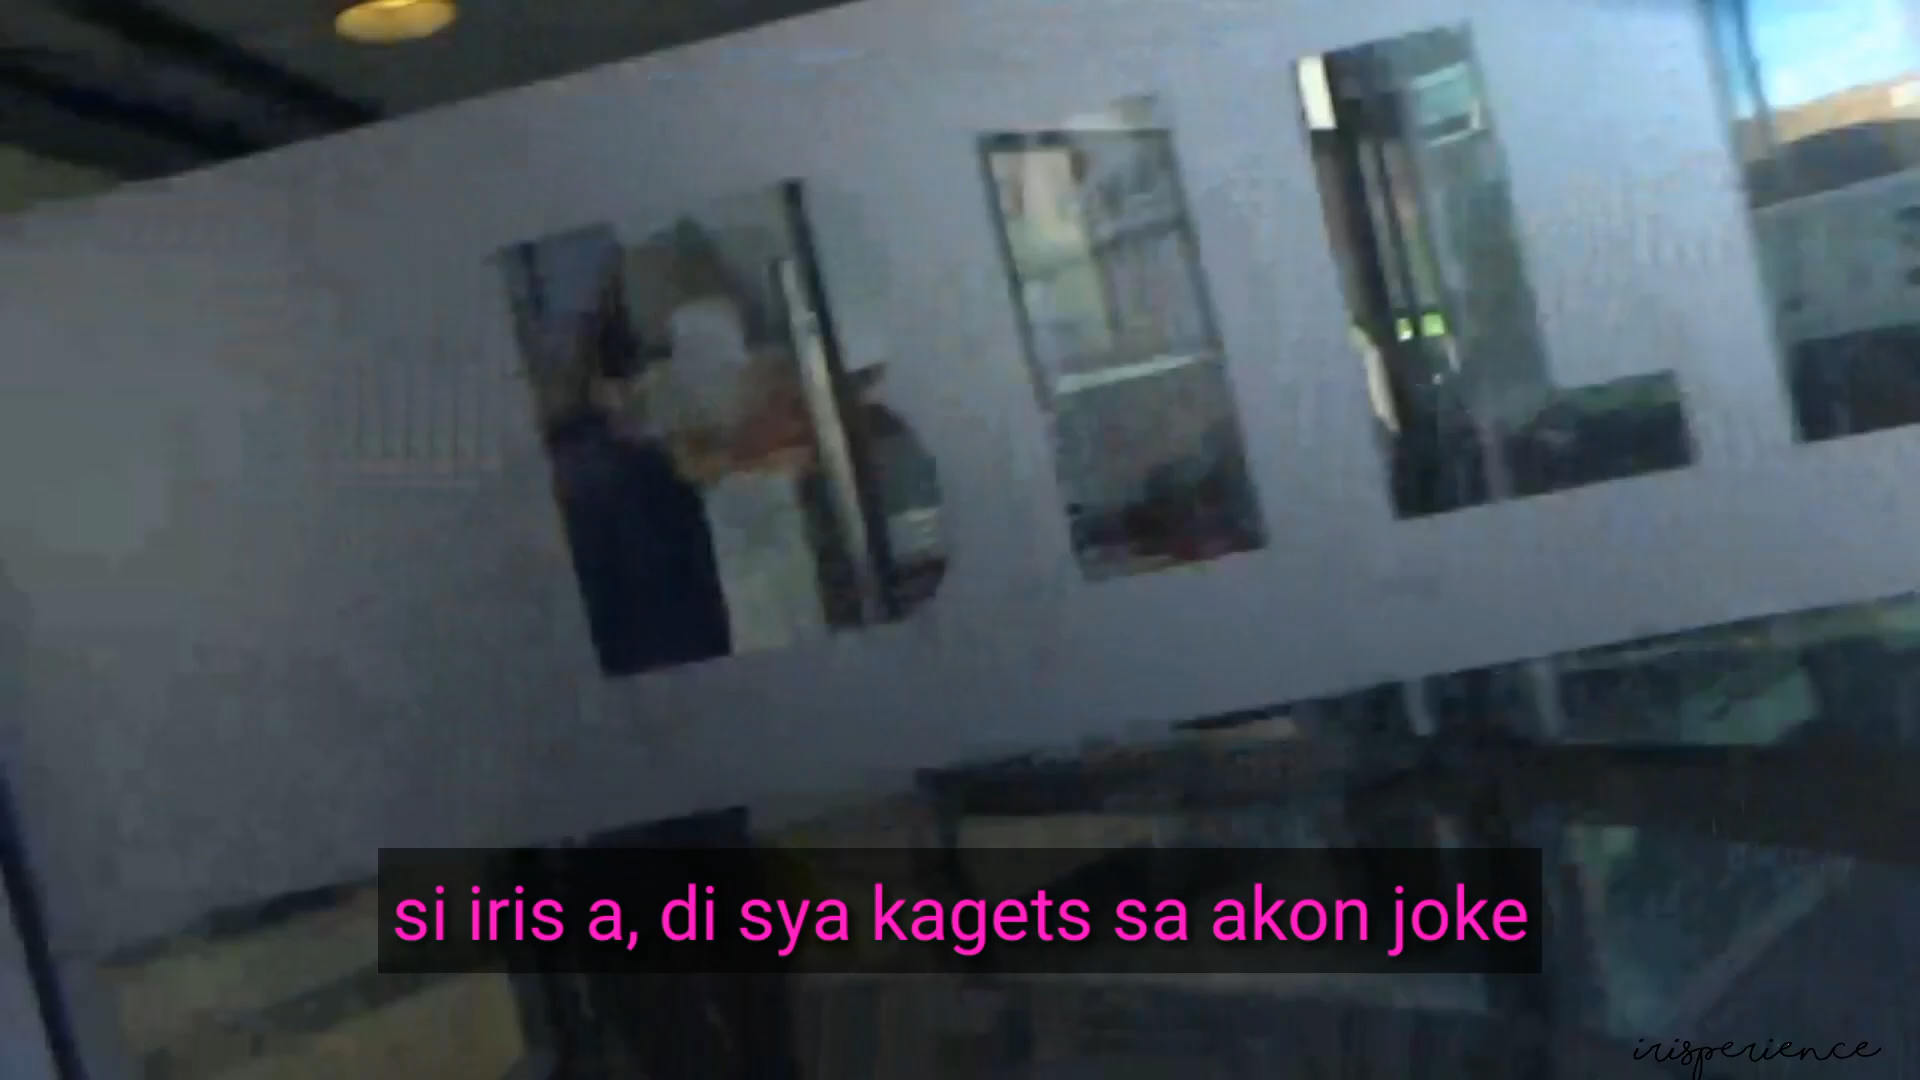 si iris a, di sya kagets sa akon joke
irisperience